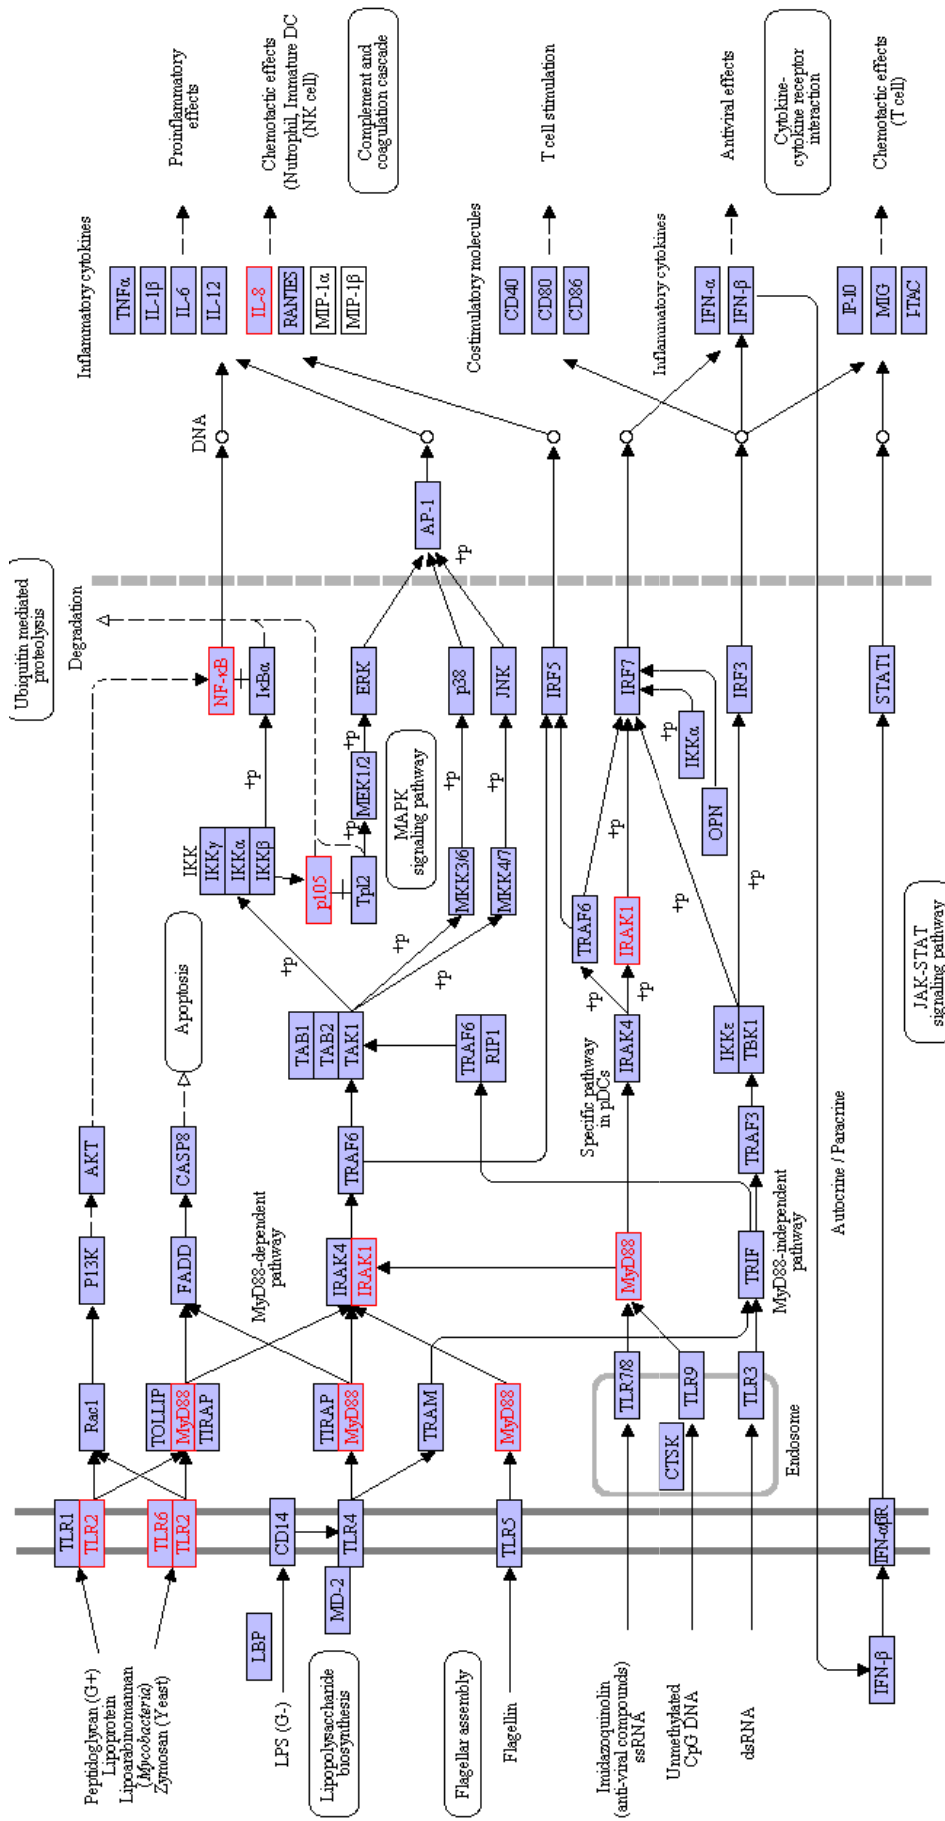 Peptidoglycan (G+)
Lipoprotein
Lipoarabinomannan
(Mycobacteria)
Zymosan (Yeast)
LBP
LPS (G-)
Lipopolysaccharide
biosynthesis
Flagellar assembly
Flagellin
Imidazoquinolin
(anti-viral compounds)
ssRNA
Unmethylated
CpG DNA
dsRNA
IFN-β
TLR1
TLR2
TLR6
TLR2
CD14
MD-2
TLR4
TLR5
IFN-αβR
Rac1
TOLLIP
MyD88
TIRAP
TIRAP
MyD88
TRAM
MyD88
TLR7/8
CTSK
TLR9
TLR3
Endosome
P13K
AKT
FADD
CASP8
Apoptosis
MyD88-dependent
pathway
IRAK4
IRAK1
TRAF6
TAB1
TAB2
TAK1
TRAF6
RIP1
MyD88
Specific pathway
in pDCs
IRAK4
TRAF6
IRAK1
TRIF
TRAF3
MyD88-independent
pathway
IKKε
TBK1
Autocrine / Paracrine
+p
+p
+p
+p
+p
IKK
IKKγ
IKKα
IKKβ
p105
Tpl2
+p
MEK1/2
+p
ERK
MAPK
signaling pathway
MKK3/6
+p
p38
MKK4/7
+p
JNK
+p
NF-κB
IκBα
Ubiquitin mediated
proteolysis
Degradation
IRF5
+p
IRF7
+p
+p
IKKα
OPN
+p
IRF3
STAT1
JAK-STAT
signaling pathway
+p
AP-1
DNA
Inflammatory cytokines
TNFα
IL-1β
IL-6
IL-12
IL-8
RANTES
MIP-1α
MIP-1β
Proinflammatory
effects
Chemotactic effects
(Nutrophil, Immature DC
(NK cell)
Complement and
coagulation cascade
Costimulatory molecules
CD40
CD80
CD86
T cell stimulation
Inflammatory cytokines
IFN-α
IFN-β
Antiviral effects
Cytokine-
cytokine receptor
interaction
IP-10
MIG
I-TAC
Chemotactic effects
(T cell)